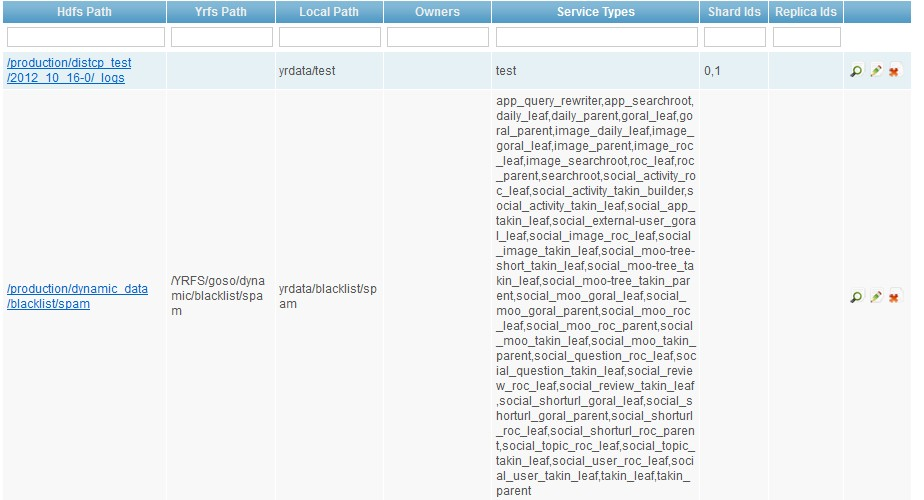 Hdfs Path Yrfs Path Local Path Owners Service Types Shard Ids Replica Ids
/production/distcp_test
/2012_10_16-0/_logs
yrdata/test
test
0,1
/production/dynamic_data
/blacklist/spam
/YRFS/goso/dyna
mic/blacklist/spa
m
yrdata/blacklist/sp
am
app_query_rewriter,app_searchroot,
daily_leaf,daily_parent,goral_leaf,go
ral_parent,image_daily_leaf,image_
goral_leaf,image_parent,image_roc
_leaf,image_searchroot,roc_leaf,roc
_parent,searchroot,social_activity_ro
c_leaf,social_activity_takin_builder,s
ocial_activity_takin_leaf,social_app_
takin_leaf,social_external-user_gora
l_leaf,social_image_roc_leaf,social
_image_takin_leaf,social_moo-tree-
short_takin_leaf,social_moo-tree_ta
kin_leaf,social_moo-tree_takin_par
ent,social_moo_goral_leaf,social_
moo_goral_parent,social_moo_roc
_leaf,social_moo_roc_parent,social
_moo_takin_leaf,social_moo_takin_
parent,social_question_roc_leaf,soc
ial_question_takin_leaf,social_revie
w_roc_leaf,social_review_takin_leaf
,social_shorturl_goral_leaf,social_s
horturl_goral_parent,social_shorturl
_roc_leaf,social_shorturl_roc_paren
t,social_topic_roc_leaf,social_topic_
takin_leaf,social_user_roc_leaf,soci
al_user_takin_leaf,takin_leaf,takin_
parent